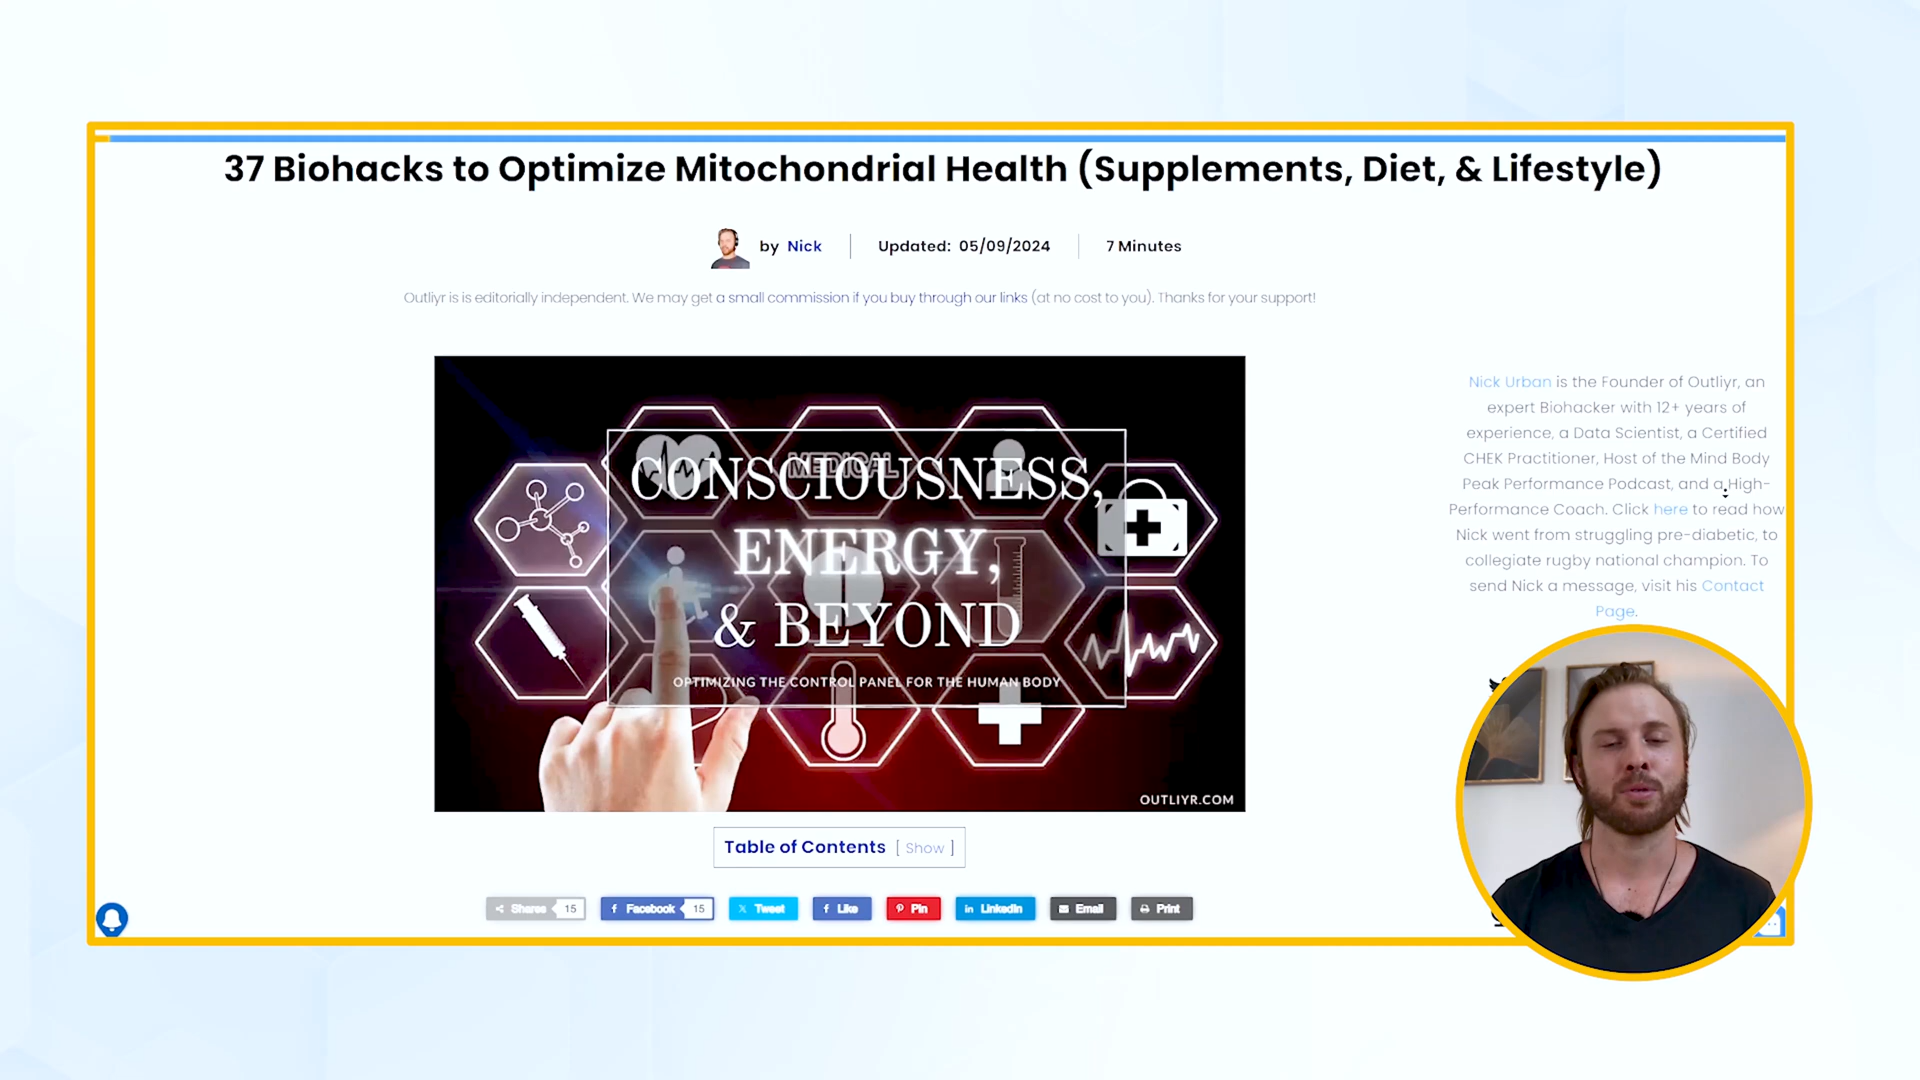 37 Biohacks to Optimize Mitochondrial Health (Supplements, Diet, & Lifestyle)
by Nick
Updated: 05/09/2024
7 Minutes
Outliyr is is editorially independent. We may get a small commission if you buy through our links (at no cost to you). Thanks for your support!
MEDICAL
CONSCIOUSNESS,
ENERGY,
& BEYOND
OPTIMIZING THE CONTROL PANEL FOR THE HUMAN BODY
OUTLIYR.COM
Nick Urban is the Founder of Outliyr, an
expert Biohacker with 12+ years of
experience, a Data Scientist, a Certified
CHEK Practitioner, Host of the Mind Body
Peak Performance Podcast, and a High-
Performance Coach. Click here to read how
Nick went from struggling pre-diabetic, to
collegiate rugby national champion. To
send Nick a message, visit his Contact
Page.
Table of Contents [ Show ]
Shares 15
Facebook 15
Tweet
Like
Pin
LinkedIn
Email
Print